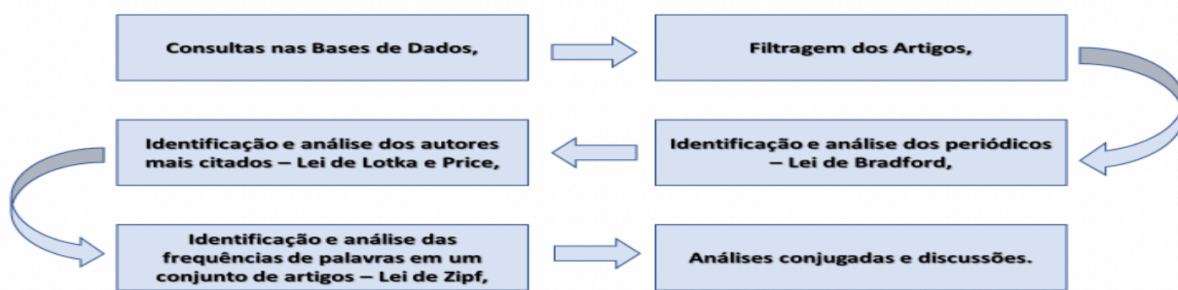 Consultas nas Bases de Dados,
Filtragem dos Artigos,
Identificação e análise dos periódicos
– Lei de Bradford,
Identificação e análise dos autores
mais citados – Lei de Lotka e Price,
Identificação e análise das
frequências de palavras em um
conjunto de artigos – Lei de Zipf,
Análises conjugadas e discussões.